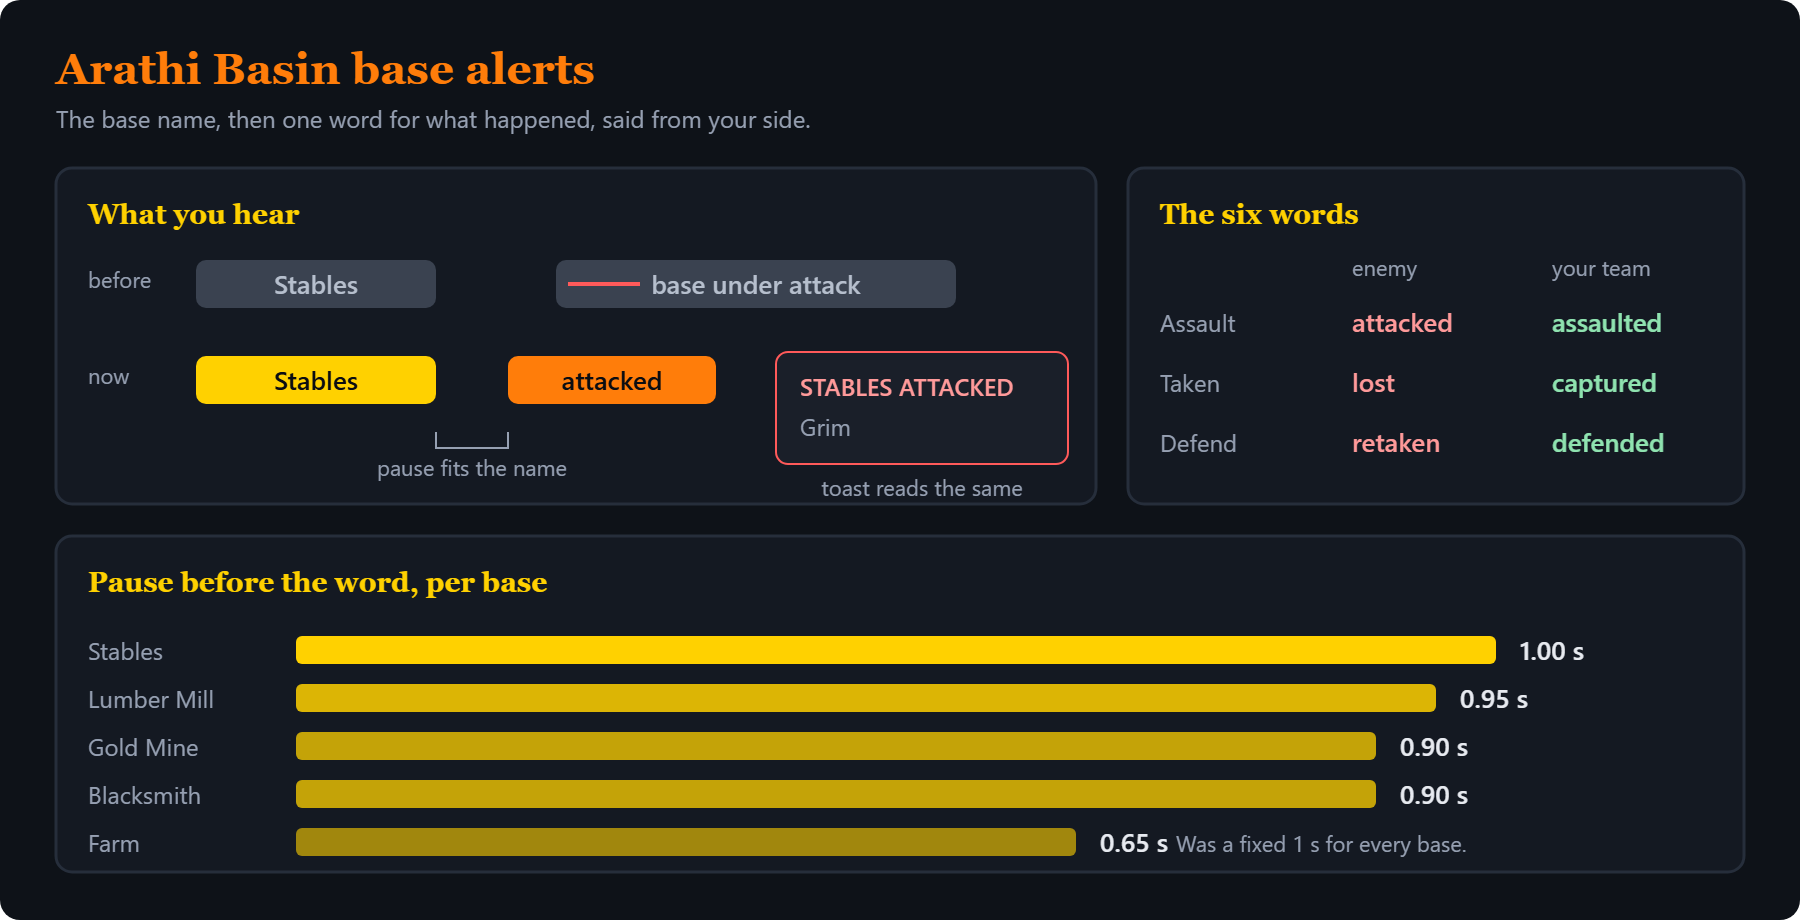 Arathi Basin base alerts
The base name, then one word for what happened, said from your side.
What you hear
before
Stables
base under attack
now
Stables
attacked
pause fits the name
STABLES ATTACKED
Grim
toast reads the same
The six words
enemy your team
Assault attacked assaulted
Taken lost captured
Defend retaken defended
Pause before the word, per base
Stables 1.00 s
Lumber Mill 0.95 s
Gold Mine 0.90 s
Blacksmith 0.90 s
Farm 0.65 s Was a fixed 1 s for every base.